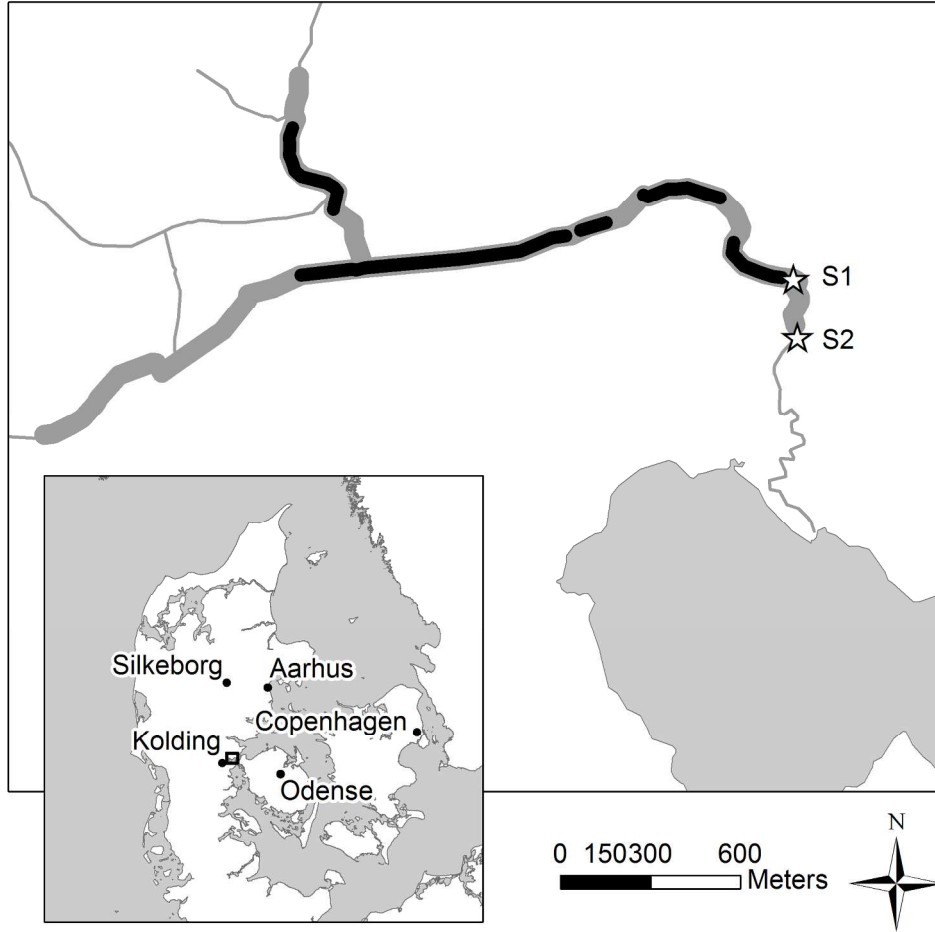 S1
S2
Silkeborg
Aarhus
Copenhagen
Kolding
Odense
N
0 150300 600
Meters